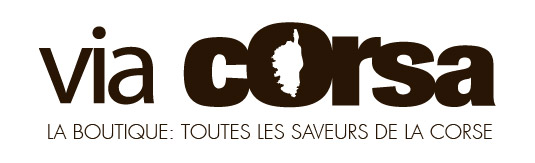 via corsa
LA BOUTIQUE: TOUTES LES SAVEURS DE LA CORSE